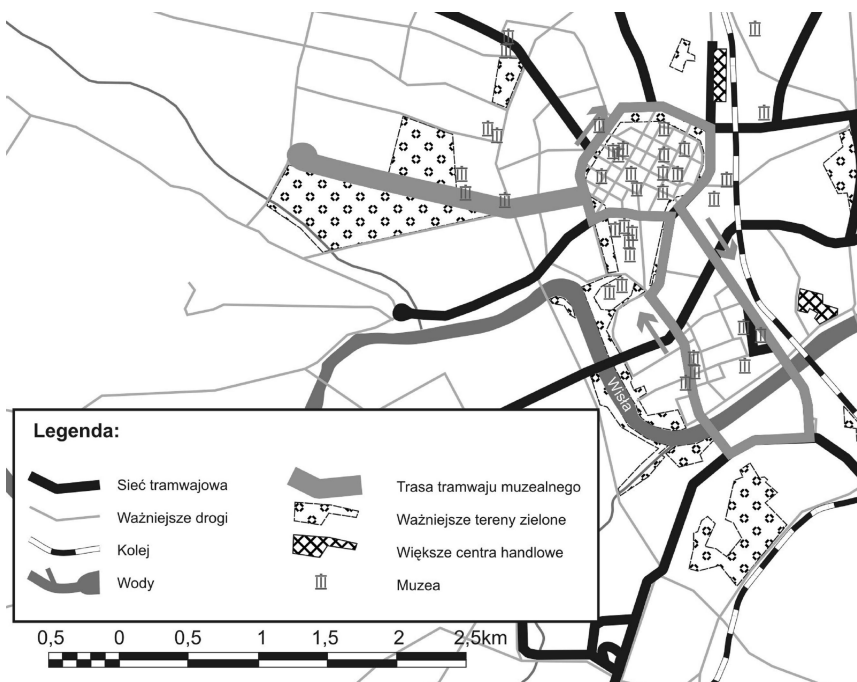 Wisła
Legenda:
Sieć tramwajowa
Ważniejsze drogi
Kolej
Wody
Trasa tramwaju muzealnego
Ważniejsze tereny zielone
Większe centra handlowe
Muzea
0,5 0 0,5 1 1,5 2 2,5km